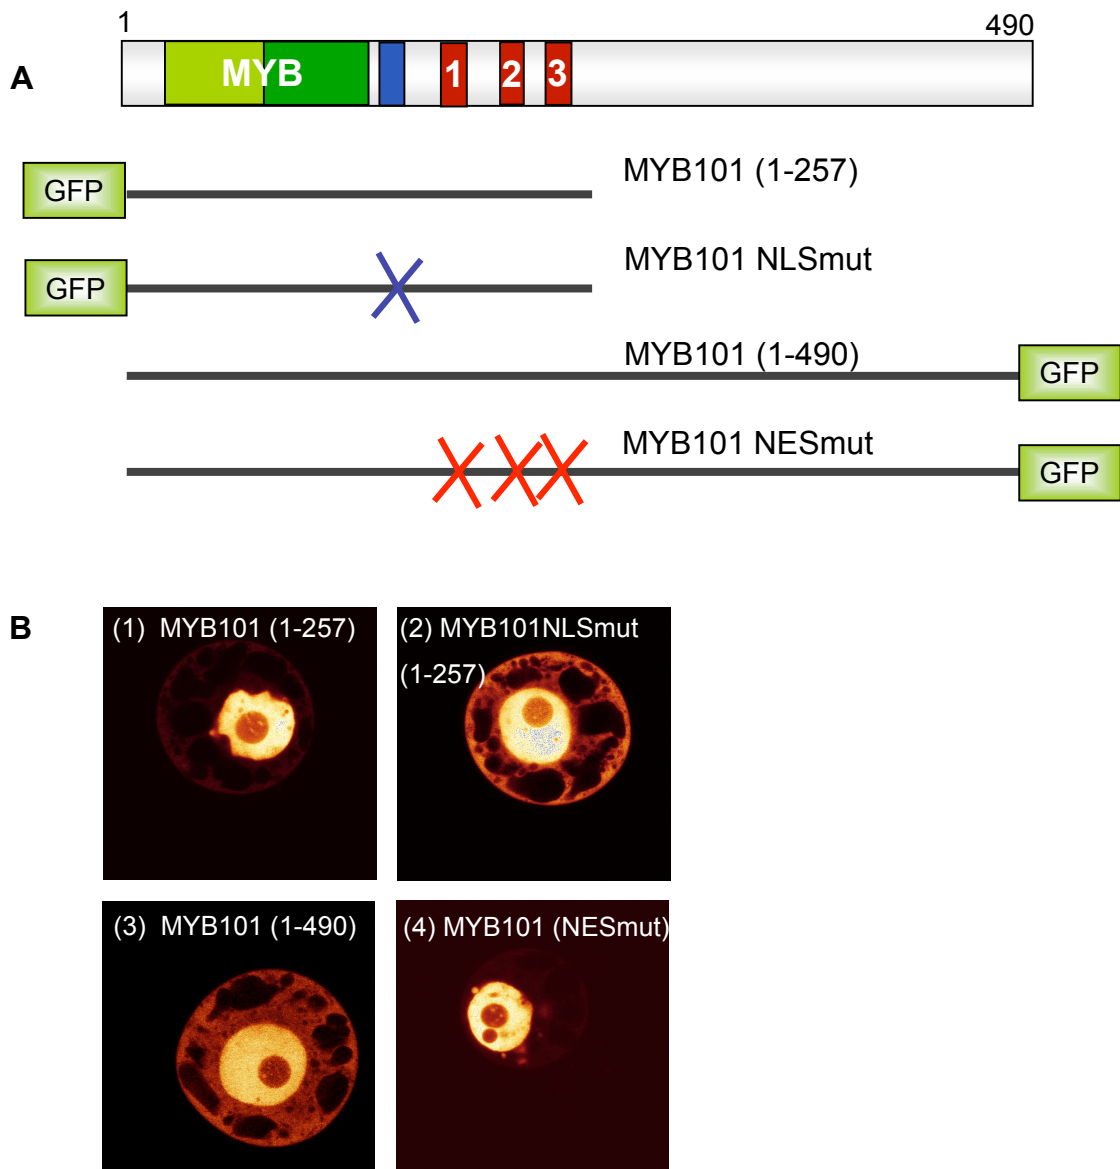 1
490
A
MYB
1
2
3
GFP
MYB101 (1-257)
GFP
MYB101 NLSmut
MYB101 (1-490)
GFP
MYB101 NESmut
GFP
B
(1) MYB101 (1-257)
(2) MYB101NLSmut
(1-257)
(3) MYB101 (1-490)
(4) MYB101 (NESmut)